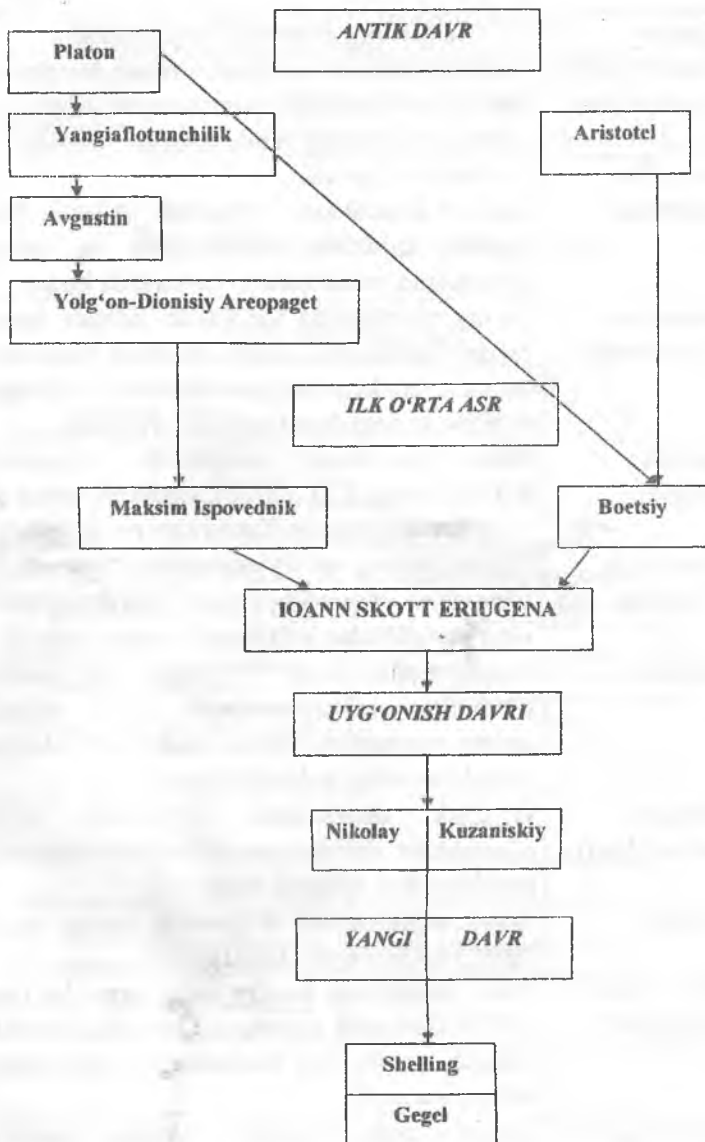 ANTIK DAVR
Platon
Yangiaflotunchilik
Aristotel
Avgustin
Yolg‘on-Dionisiy Areopaget
ILK O‘RTA ASR
Maksim Ispovednik
Boetsiy
IOANN SKOTT ERIUGENA
UYG‘ONISH DAVRI
Nikolay Kuzaniskiy
YANGI DAVR
Shelling
Gegel